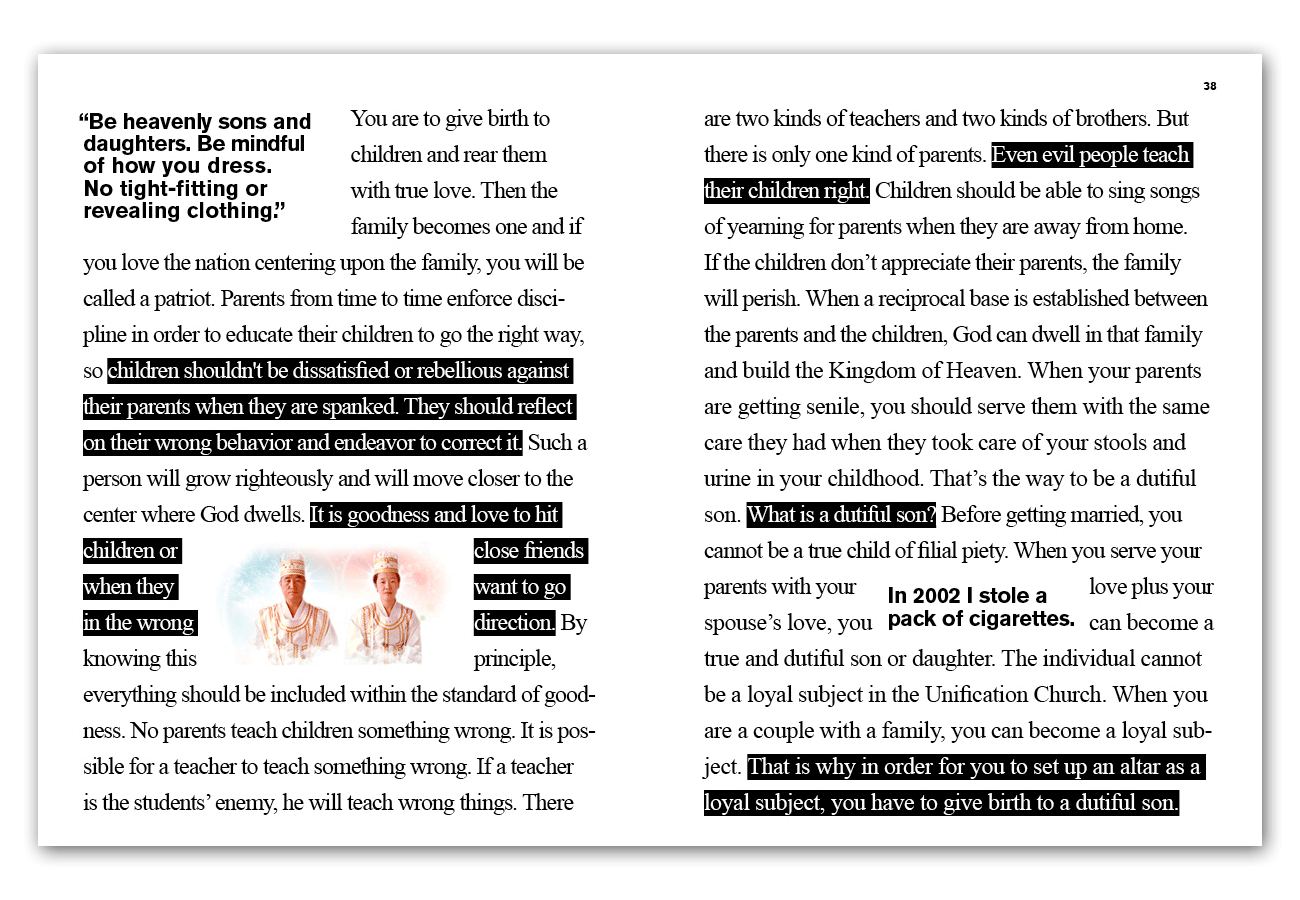 38
“Be heavenly sons and
daughters. Be mindful
of how you dress.
No tight-fitting or
revealing clothing.”
You are to give birth to
children and rear them
with true love. Then the
family becomes one and if
you love the nation centering upon the family, you will be
called a patriot. Parents from time to time enforce disci-
pline in order to educate their children to go the right way,
so children shouldn't be dissatisfied or rebellious against
their parents when they are spanked. They should reflect
on their wrong behavior and endeavor to correct it. Such a
person will grow righteously and will move closer to the
center where God dwells. It is goodness and love to hit
children or close friends
when they want to go
in the wrong direction. By
knowing this principle,
everything should be included within the standard of good-
ness. No parents teach children something wrong. It is pos-
sible for a teacher to teach something wrong. If a teacher
is the students’ enemy, he will teach wrong things. There
are two kinds of teachers and two kinds of brothers. But
there is only one kind of parents. Even evil people teach
their children right. Children should be able to sing songs
of yearning for parents when they are away from home.
If the children don’t appreciate their parents, the family
will perish. When a reciprocal base is established between
the parents and the children, God can dwell in that family
and build the Kingdom of Heaven. When your parents
are getting senile, you should serve them with the same
care they had when they took care of your stools and
urine in your childhood. That’s the way to be a dutiful
son. What is a dutiful son? Before getting married, you
cannot be a true child of filial piety. When you serve your
parents with your love plus your
spouse’s love, you can become a
In 2002 I stole a
pack of cigarettes.
true and dutiful son or daughter. The individual cannot
be a loyal subject in the Unification Church. When you
are a couple with a family, you can become a loyal sub-
ject. That is why in order for you to set up an altar as a
loyal subject, you have to give birth to a dutiful son.